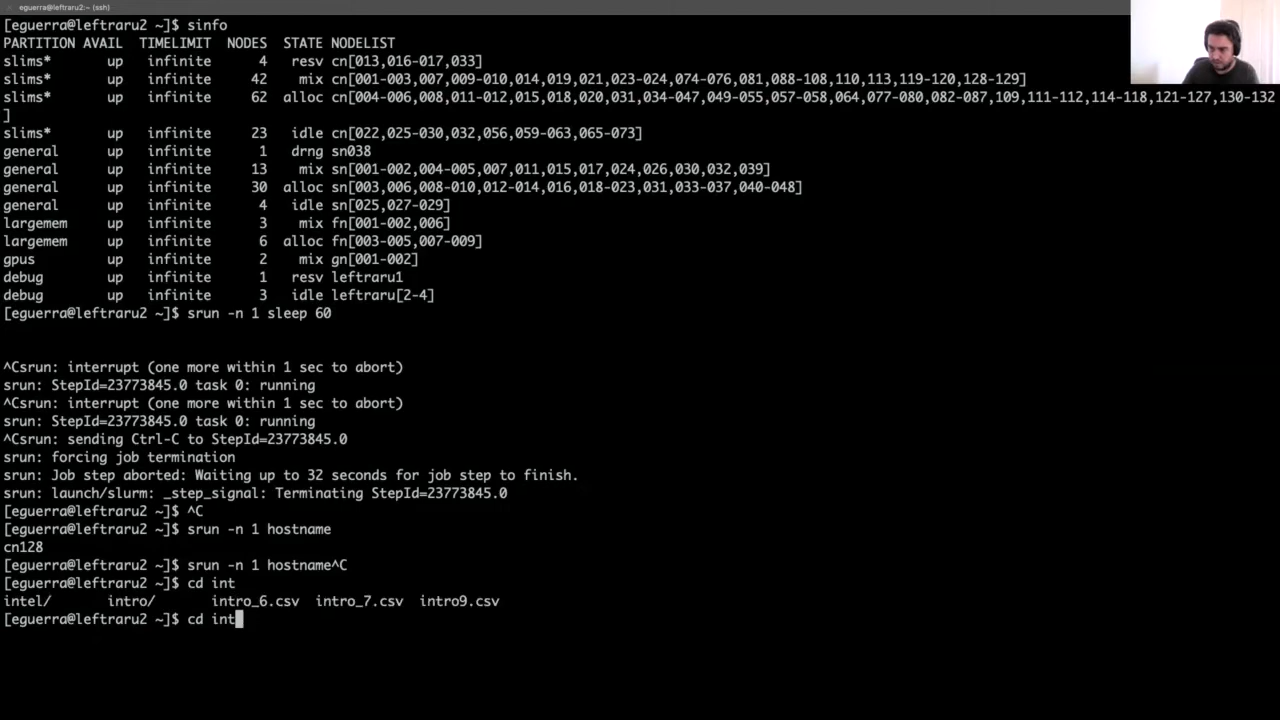 eguerra@leftraru2:~ (ssh)
[eguerra@leftraru2 ~]$ sinfo
PARTITION AVAIL  TIMELIMIT  NODES  STATE NODELIST
slims*       up   infinite      4   resv cn[013,016-017,033]
slims*       up   infinite     42    mix cn[001-003,007,009-010,014,019,021,023-024,074-076,081,088-108,110,113,119-120,128-129]
slims*       up   infinite     62  alloc cn[004-006,008,011-012,015,018,020,031,034-047,049-055,057-058,064,077-080,082-087,109,111-112,114-118,121-127,130-132
]
slims*       up   infinite     23   idle cn[022,025-030,032,056,059-063,065-073]
general      up   infinite      1   drng sn038
general      up   infinite     13    mix sn[001-002,004-005,007,011,015,017,024,026,030,032,039]
general      up   infinite     30  alloc sn[003,006,008-010,012-014,016,018-023,031,033-037,040-048]
general      up   infinite      4   idle sn[025,027-029]
largemem     up   infinite      3    mix fn[001-002,006]
largemem     up   infinite      6  alloc fn[003-005,007-009]
gpus         up   infinite      2    mix gn[001-002]
debug        up   infinite      1   resv leftraru1
debug        up   infinite      3   idle leftraru[2-4]
[eguerra@leftraru2 ~]$ srun -n 1 sleep 60
^Csrun: interrupt (one more within 1 sec to abort)
srun: StepId=23773845.0 task 0: running
^Csrun: interrupt (one more within 1 sec to abort)
srun: StepId=23773845.0 task 0: running
^Csrun: sending Ctrl-C to StepId=23773845.0
srun: forcing job termination
srun: Job step aborted: Waiting up to 32 seconds for job step to finish.
srun: launch/slurm: _step_signal: Terminating StepId=23773845.0
[eguerra@leftraru2 ~]$ ^C
[eguerra@leftraru2 ~]$ srun -n 1 hostname
cn128
[eguerra@leftraru2 ~]$ srun -n 1 hostname^C
[eguerra@leftraru2 ~]$ cd int
intel/       intro/       intro_6.csv  intro_7.csv  intro9.csv
[eguerra@leftraru2 ~]$ cd int